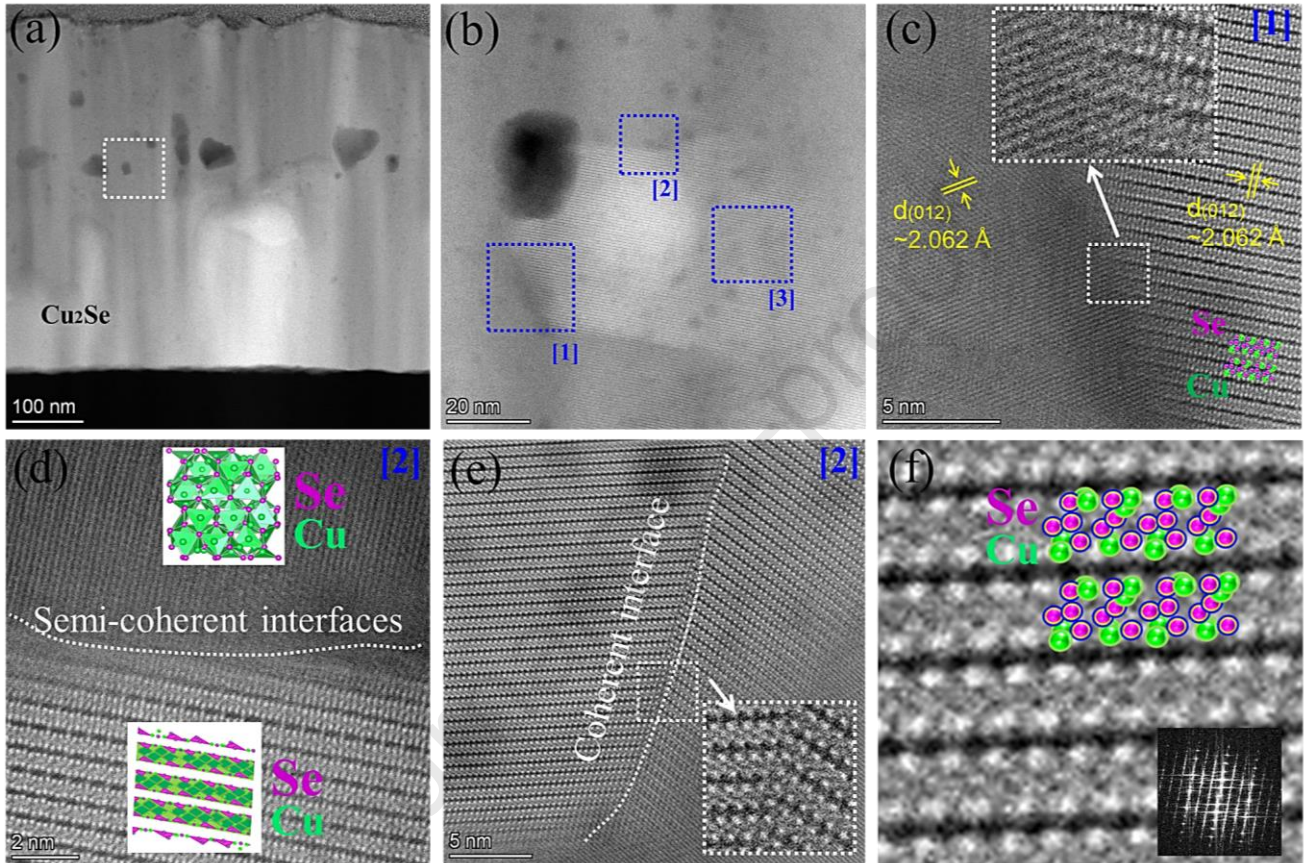 (a)
Cu₂Se
100 nm
(b)
[1]
[2]
[3]
20 nm
(c)
[1]
d(012)
~2.062 Å
d(012)
~2.062 Å
Se
Cu
5 nm
(d)
[2]
Se
Cu
Semi-coherent interfaces
Se
Cu
2 nm
(e)
[2]
Coherent interface
5 nm
(f)
Se
Cu